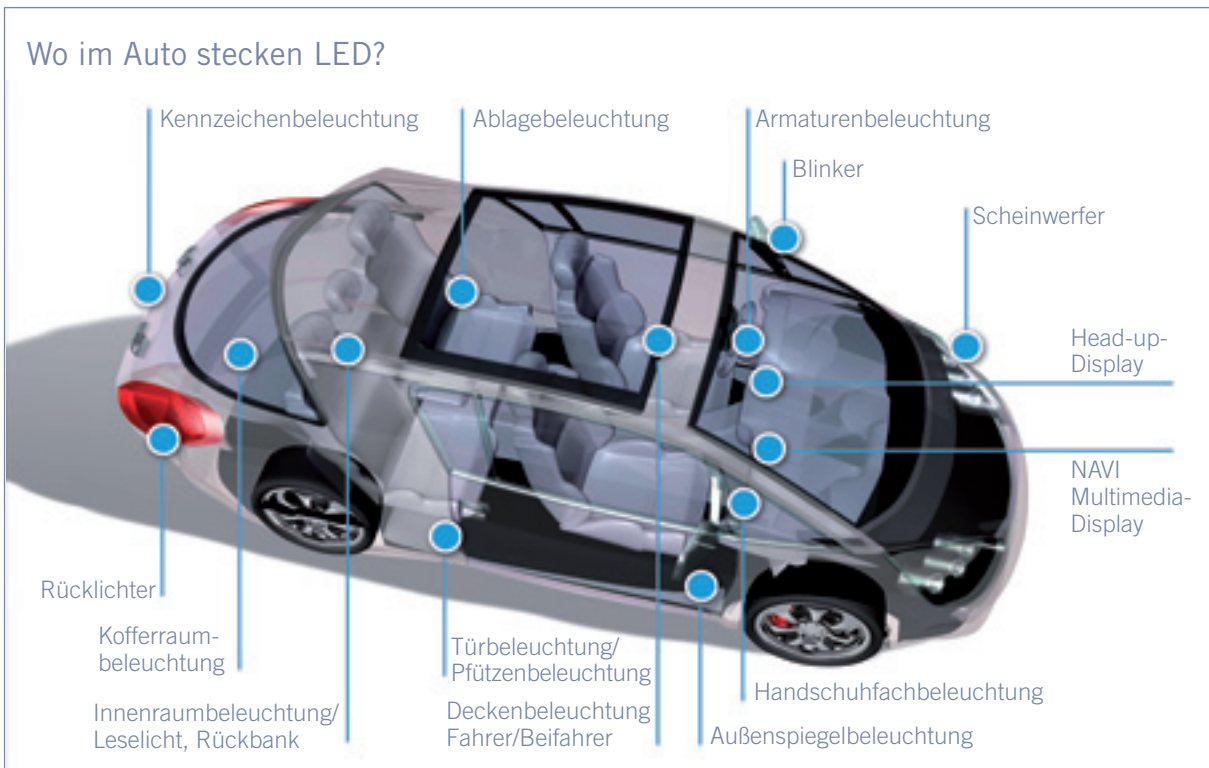 Wo im Auto stecken LED?
Kennzeichenbeleuchtung
Ablagebeleuchtung
Armaturenbeleuchtung
Blinker
Scheinwerfer
Head-up-
Display
NAVI
Multimedia-
Display
Rücklichter
Kofferraum-
beleuchtung
Innenraumbeleuchtung/
Leselicht, Rückbank
Türbeleuchtung/
Pfützenbeleuchtung
Deckenbeleuchtung
Fahrer/Beifahrer
Handschuhfachbeleuchtung
Außenspiegelbeleuchtung